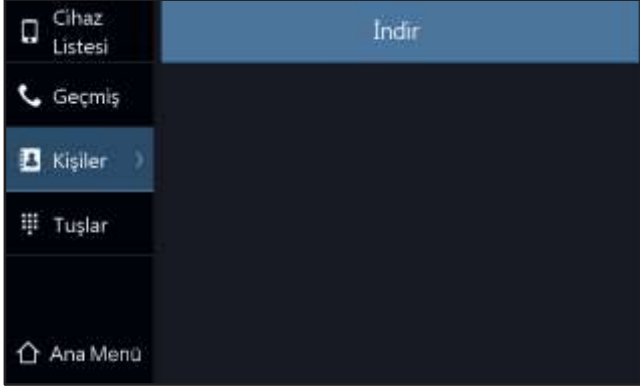 Cihaz
Listesi
İndir
Geçmiş
Kişiler
Tuşlar
Ana Menü